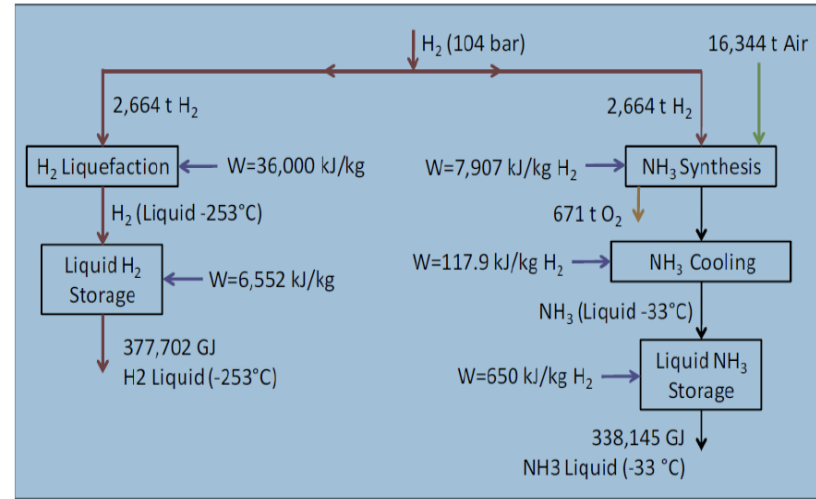 H₂ (104 bar)
16,344 t Air
2,664 t H₂
2,664 t H₂
H₂ Liquefaction
W=36,000 kJ/kg
W=7,907 kJ/kg H₂
NH₃ Synthesis
H₂ (Liquid -253°C)
671 t O₂
Liquid H₂
Storage
W=6,552 kJ/kg
W=117.9 kJ/kg H₂
NH₃ Cooling
NH₃ (Liquid -33°C)
377,702 GJ
H2 Liquid (-253°C)
W=650 kJ/kg H₂
Liquid NH₃
Storage
338,145 GJ
NH3 Liquid (-33 °C)